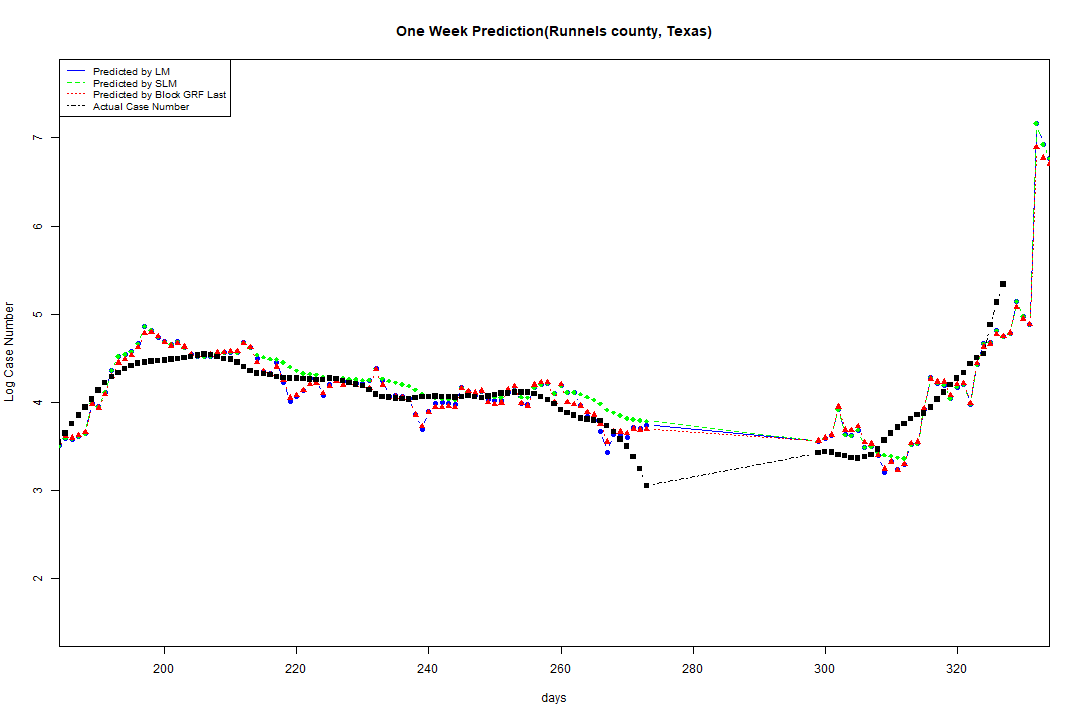 One Week Prediction(Runnels county, Texas)
Predicted by LM
Predicted by SLM
Predicted by Block GRF Last
Actual Case Number
7
6
5
4
3
2
Log Case Number
200 220 240 260 280 300 320
days